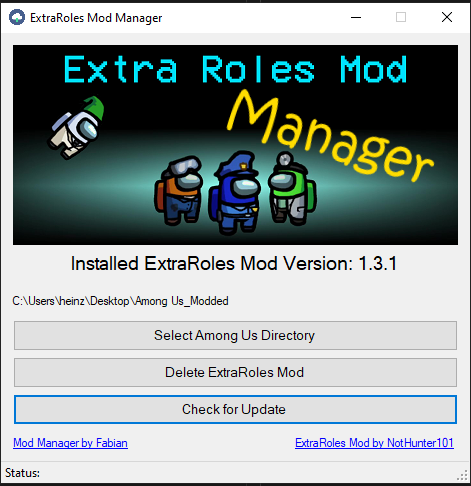 ExtraRoles Mod Manager
Extra Roles Mod
Manager
Installed ExtraRoles Mod Version: 1.3.1
C:\Users\heinz\Desktop\Among Us_Modded
Select Among Us Directory
Delete ExtraRoles Mod
Check for Update
Mod Manager by Fabian
ExtraRoles Mod by NotHunter101
Status: